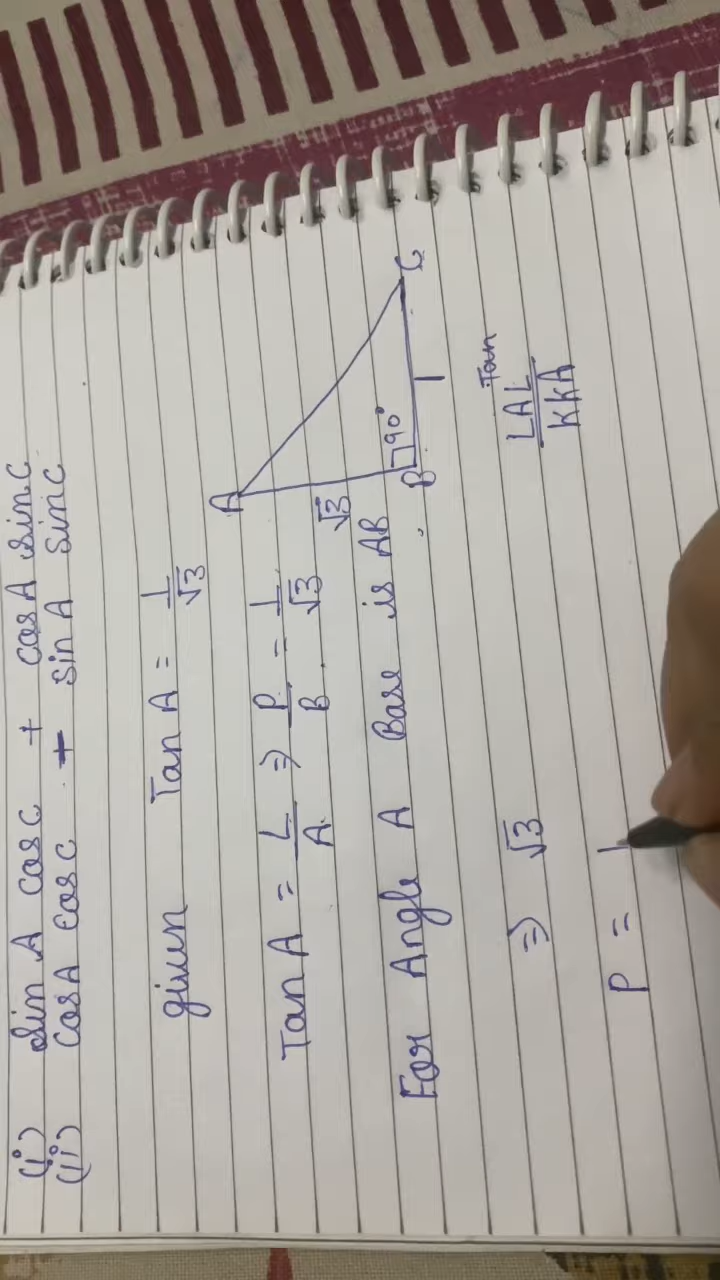 (i) sin A cos C + cos A sin C
(ii) cos A cos C + sin A sin C
given Tan A = 1/√3
Tan A = L/A ⇒ P/B = 1/√3
For Angle A Base is AB
⇒ √3
P = 1
A
√3
90°
B
1
C
Tan
LAL/KKA